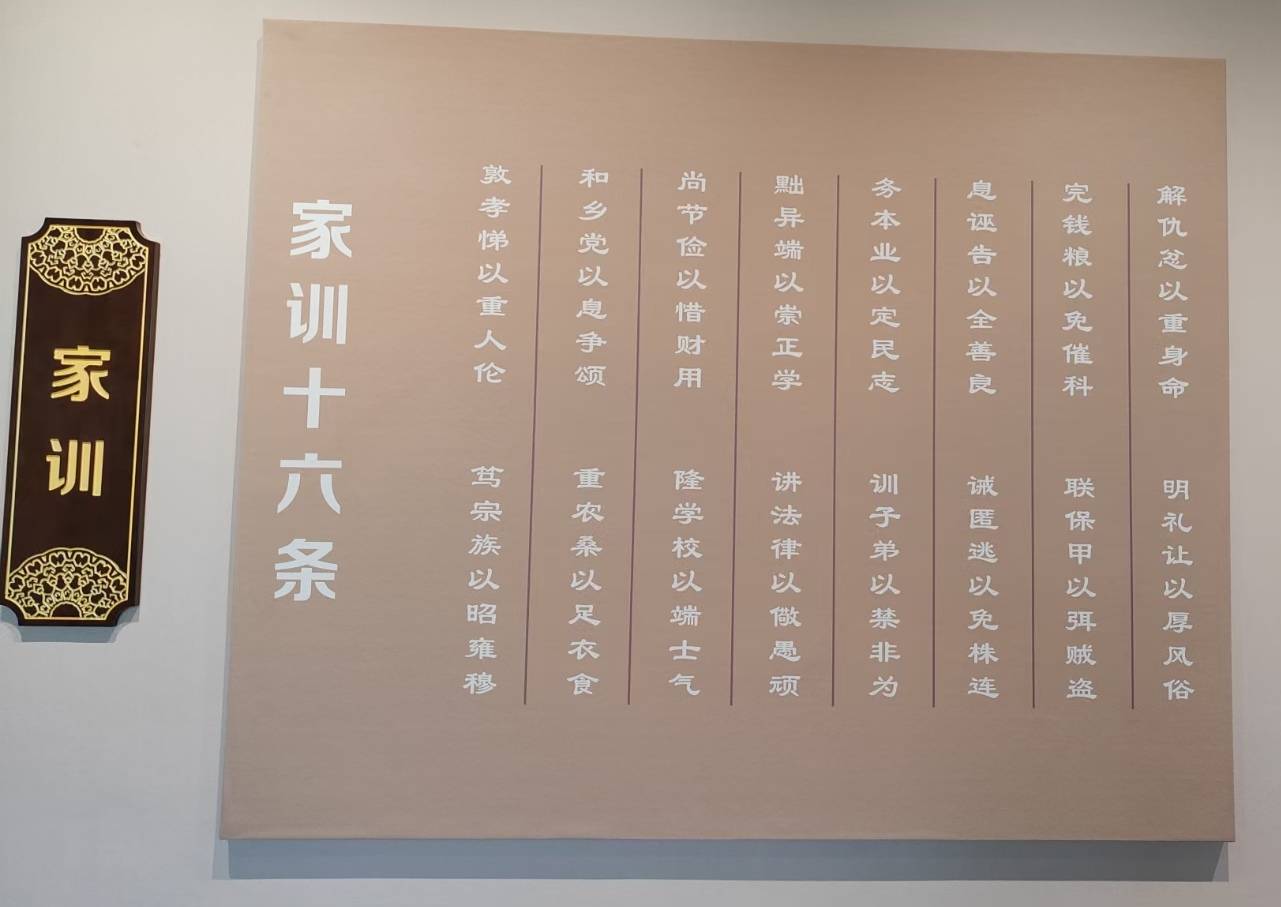 家训
家训十六条
敦孝悌以重人伦
笃宗族以昭雍穆
和乡党以息争颂
重农桑以足衣食
尚节俭以惜财用
隆学校以端士气
黜异端以崇正学
讲法律以儆愚顽
务本业以定民志
训子弟以禁非为
息诬告以全善良
诫匿逃以免株连
完钱粮以免催科
联保甲以弭贼盗
解仇忿以重身命
明礼让以厚风俗